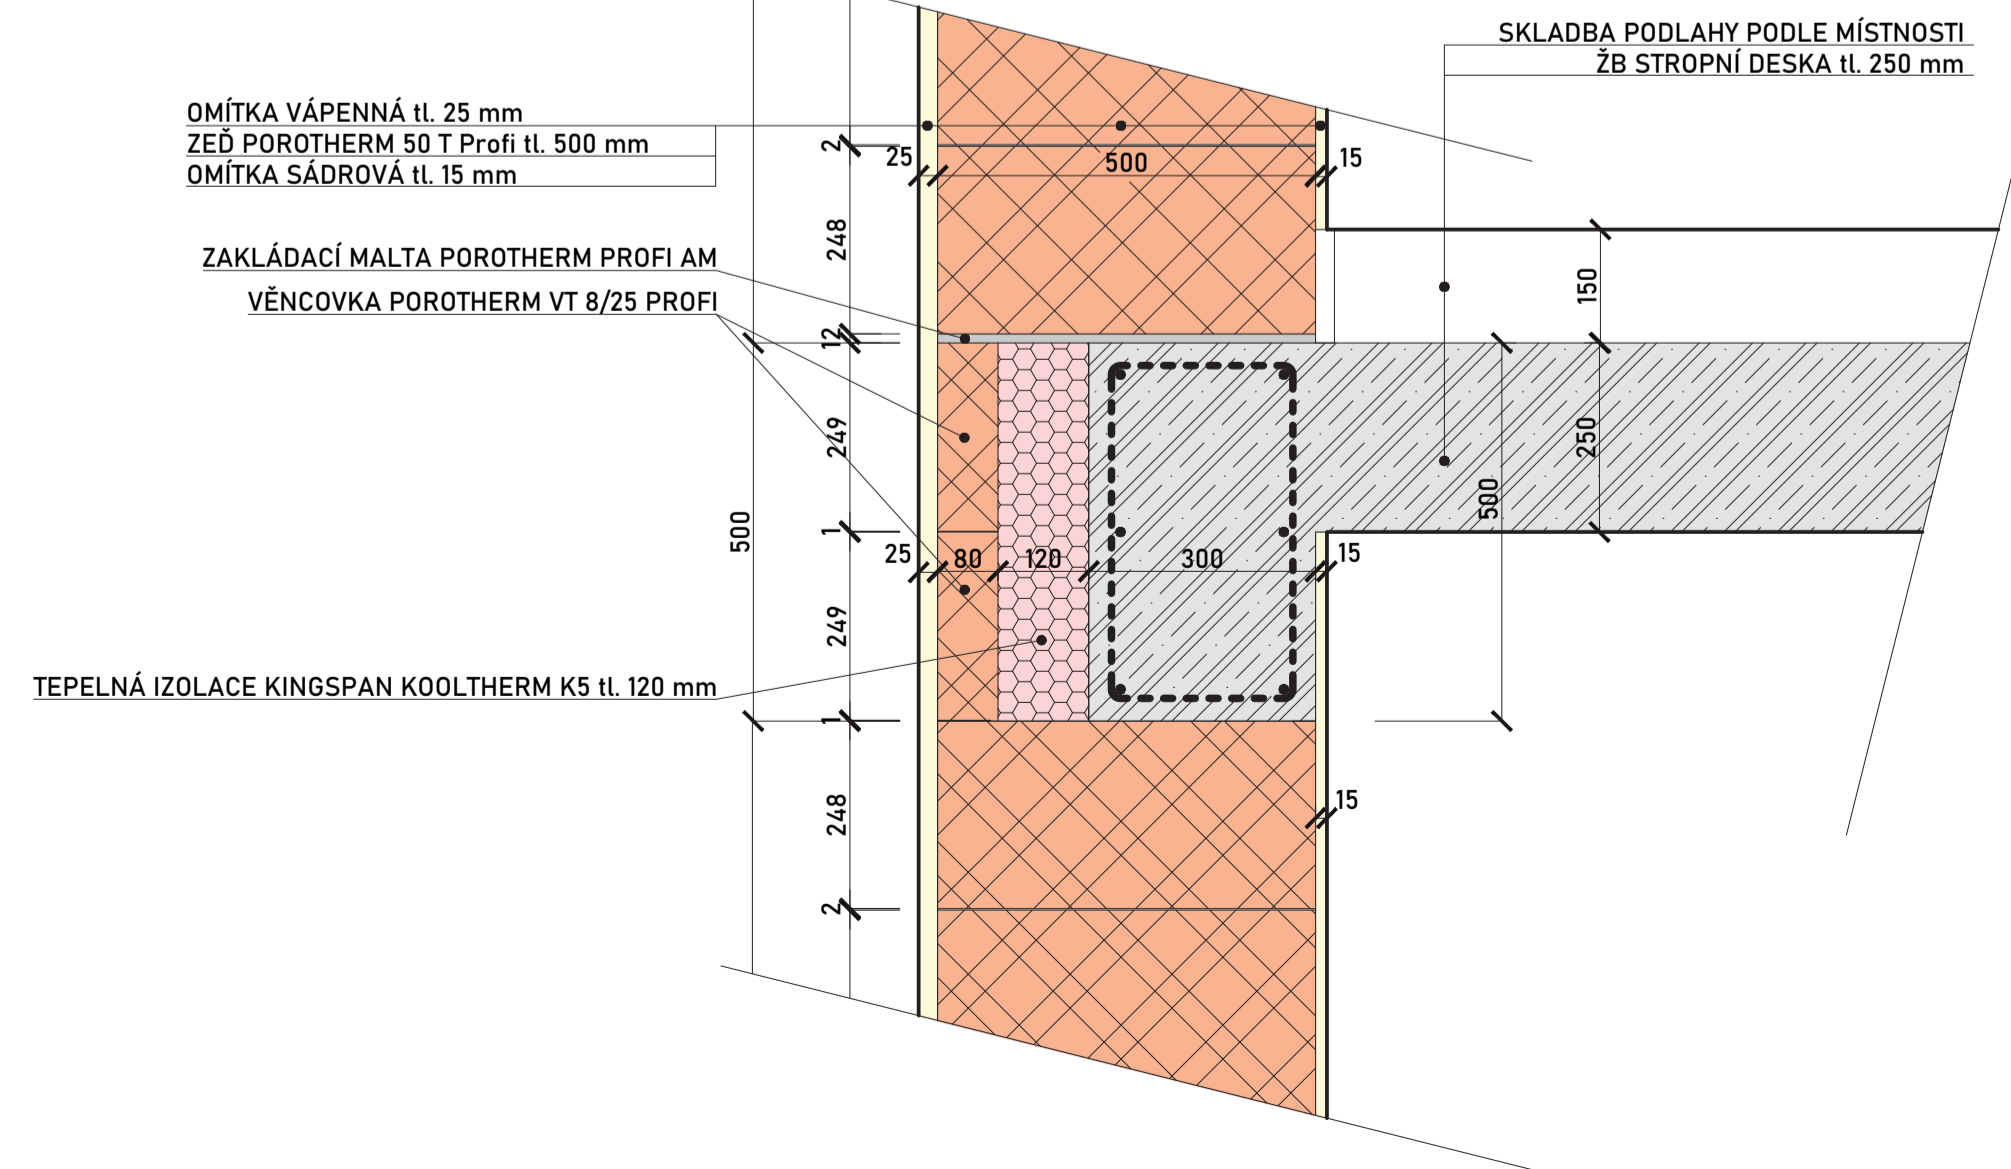 SKLADBA PODLAHY PODLE MÍSTNOSTI
ŽB STROPNÍ DESKA tl. 250 mm
OMÍTKA VÁPENNÁ tl. 25 mm
ZEĎ POROTHERM 50 T Profi tl. 500 mm
OMÍTKA SÁDROVÁ tl. 15 mm
2
25
500
15
248
ZAKLÁDACÍ MALTA POROTHERM PROFI AM
VĚNCOVKA POROTHERM VT 8/25 PROFI
150
12
249
250
500
500
1
25
80
120
300
15
249
TEPELNÁ IZOLACE KINGSPAN KOOLTHERM K5 tl. 120 mm
1
248
15
2